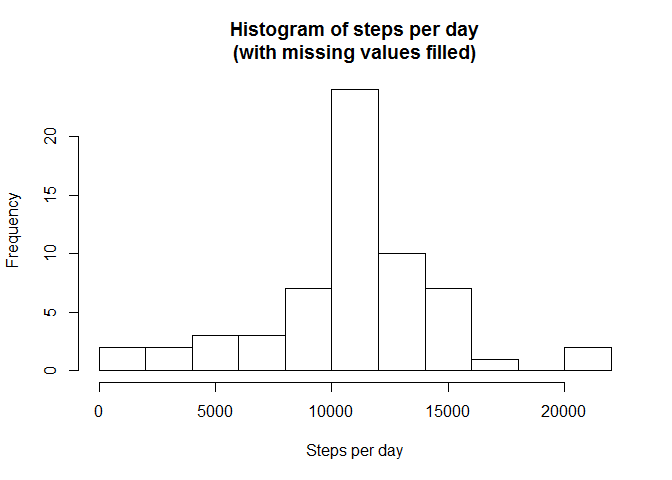 Histogram of steps per day
(with missing values filled)
Frequency
20
15
10
5
0
0 5000 10000 15000 20000
Steps per day